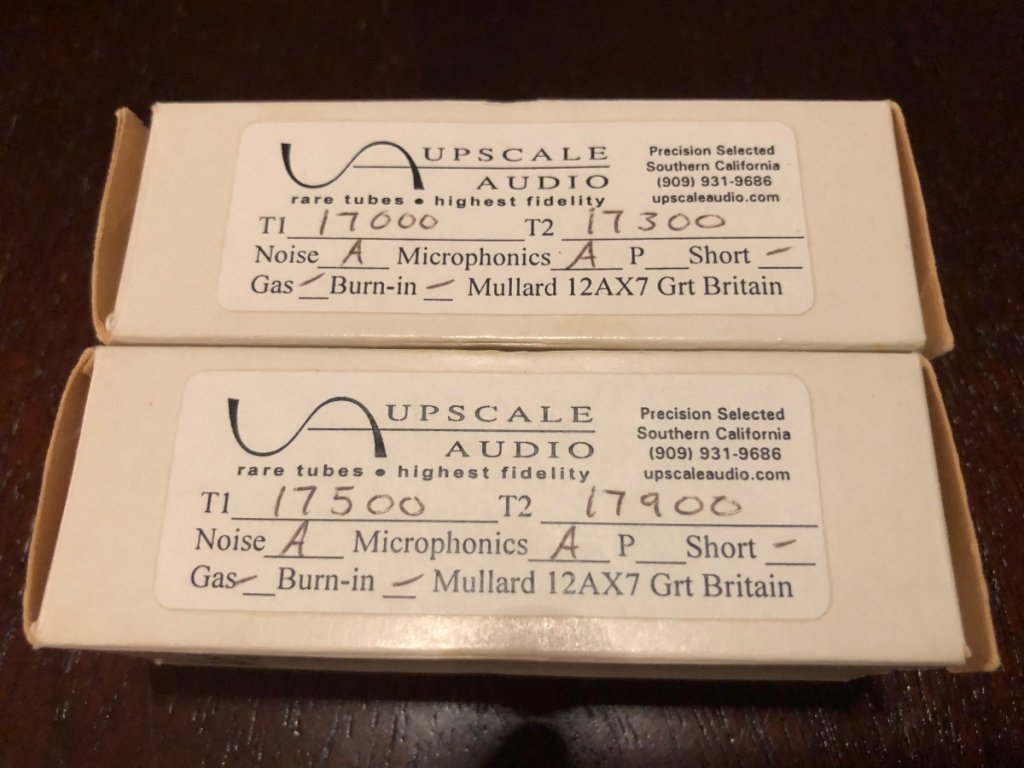 UPSCALE
AUDIO
rare tubes • highest fidelity
Precision Selected
Southern California
(909) 931-9686
upscaleaudio.com
T1 17000 T2 17300
Noise A Microphonics A P Short -
Gas - Burn-in - Mullard 12AX7 Grt Britain
UPSCALE
AUDIO
rare tubes • highest fidelity
Precision Selected
Southern California
(909) 931-9686
upscaleaudio.com
T1 17500 T2 17900
Noise A Microphonics A P Short -
Gas - Burn-in - Mullard 12AX7 Grt Britain